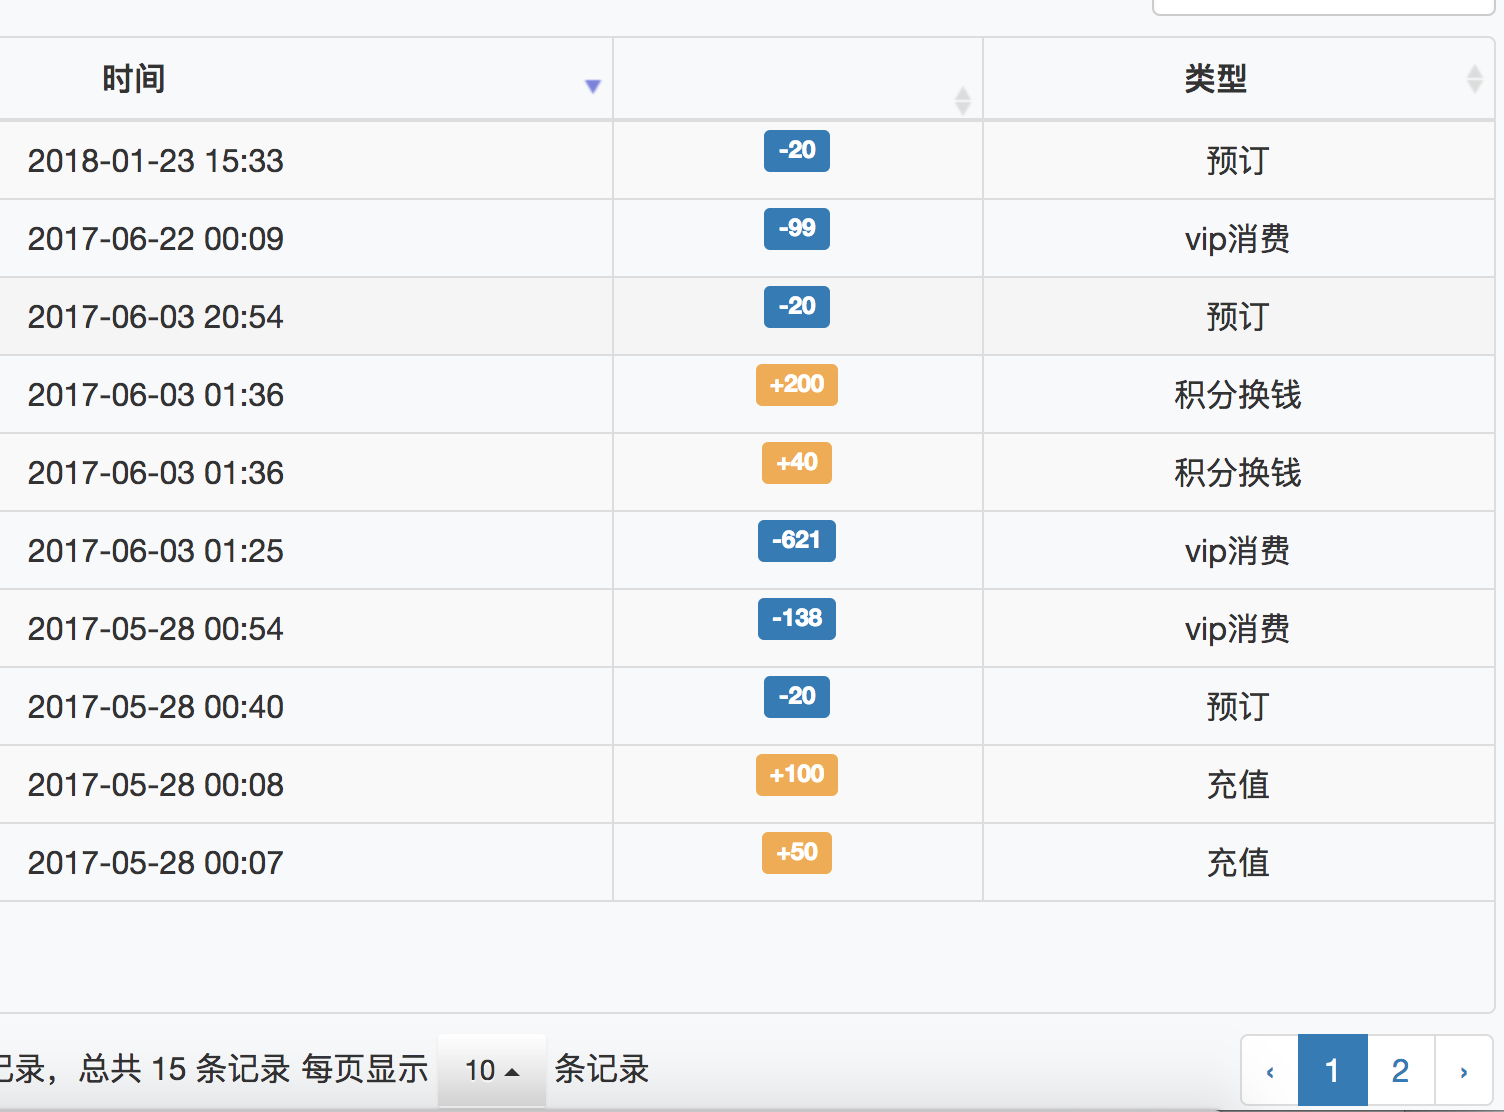 时间 类型
2018-01-23 15:33 -20 预订
2017-06-22 00:09 -99 vip消费
2017-06-03 20:54 -20 预订
2017-06-03 01:36 +200 积分换钱
2017-06-03 01:36 +40 积分换钱
2017-06-03 01:25 -621 vip消费
2017-05-28 00:54 -138 vip消费
2017-05-28 00:40 -20 预订
2017-05-28 00:08 +100 充值
2017-05-28 00:07 +50 充值
记录，总共 15 条记录 每页显示 10 条记录 ‹ 1 2 ›